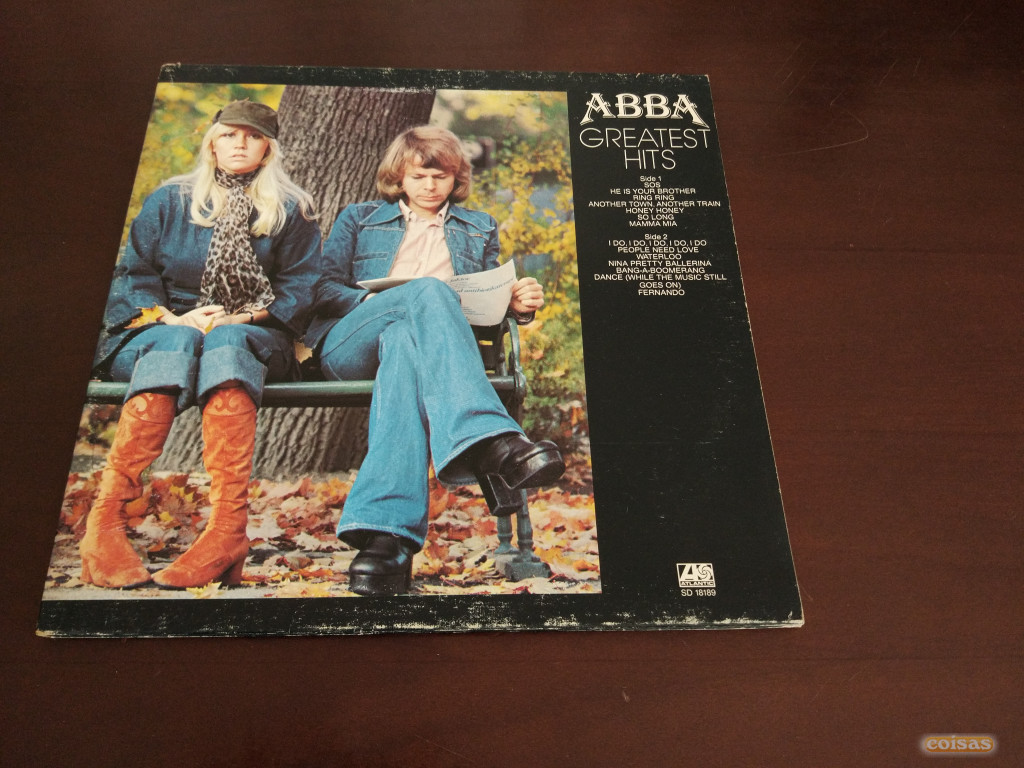 ABBA
GREATEST
HITS
Side 1
SOS
HE IS YOUR BROTHER
RING RING
ANOTHER TOWN, ANOTHER TRAIN
HONEY HONEY
SO LONG
MAMMA MIA
Side 2
I DO, I DO, I DO, I DO, I DO
PEOPLE NEED LOVE
WATERLOO
NINA PRETTY BALLERINA
BANG-A-BOOMERANG
DANCE (WHILE THE MUSIC STILL
GOES ON)
FERNANDO
ATLANTIC
SD 18189
coisas